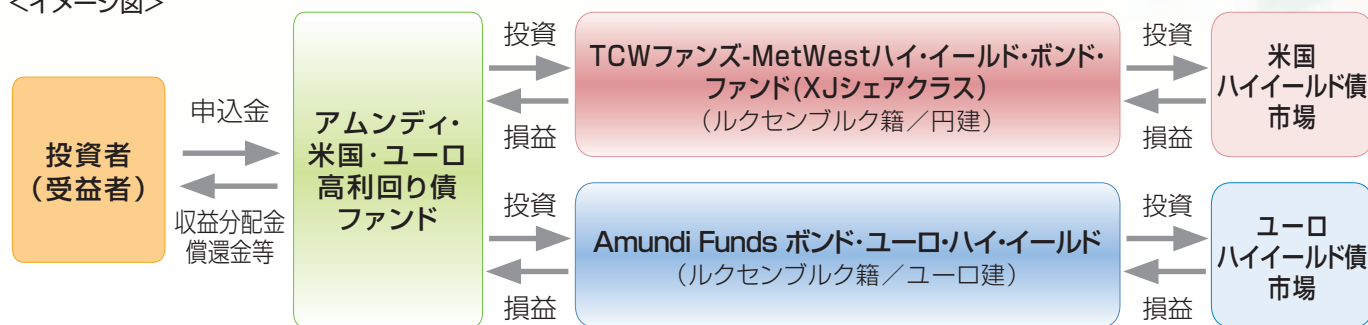 <イメージ図>
投資者
(受益者)
申込金
収益分配金
償還金等
アムンディ・
米国・ユーロ
高利回り債
ファンド
投資
損益
TCWファンズ-MetWestハイ・イールド・ボンド・
ファンド(XJシェアクラス)
(ルクセンブルク籍/円建)
投資
損益
米国
ハイイールド債
市場
投資
損益
Amundi Funds ボンド・ユーロ・ハイ・イールド
(ルクセンブルク籍/ユーロ建)
投資
損益
ユーロ
ハイイールド債
市場